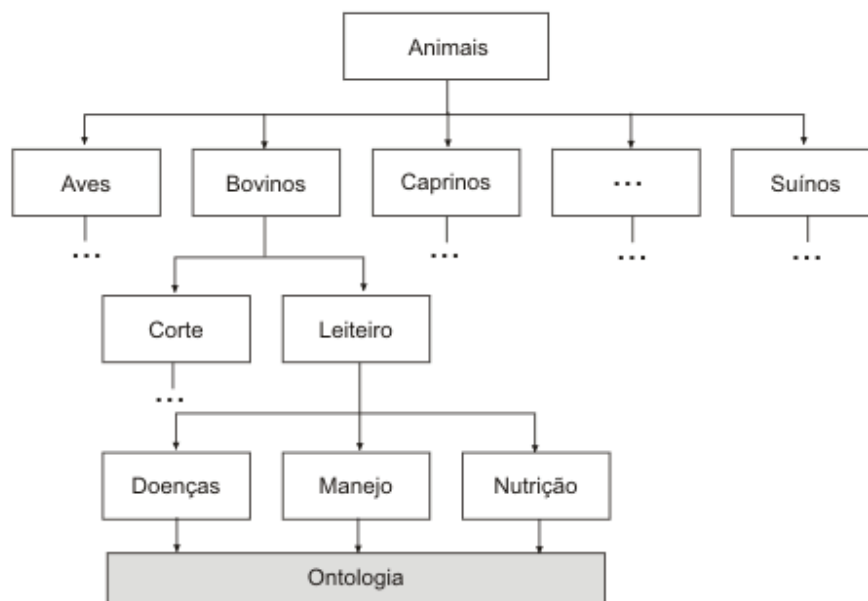 Animais
Aves
Bovinos
Caprinos
...
Suínos
...
...
...
...
Corte
Leiteiro
...
Doenças
Manejo
Nutrição
Ontologia